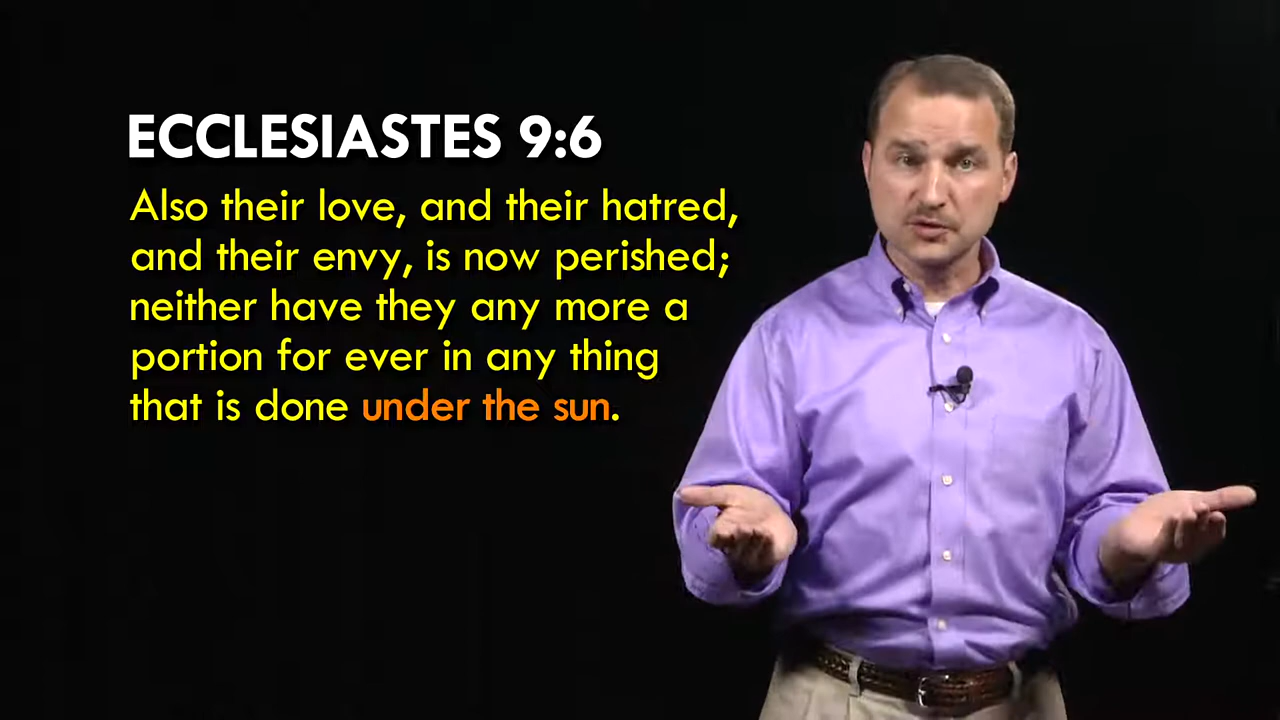 ECCLESIASTES 9:6
Also their love, and their hatred,
and their envy, is now perished;
neither have they any more a
portion for ever in any thing
that is done under the sun.